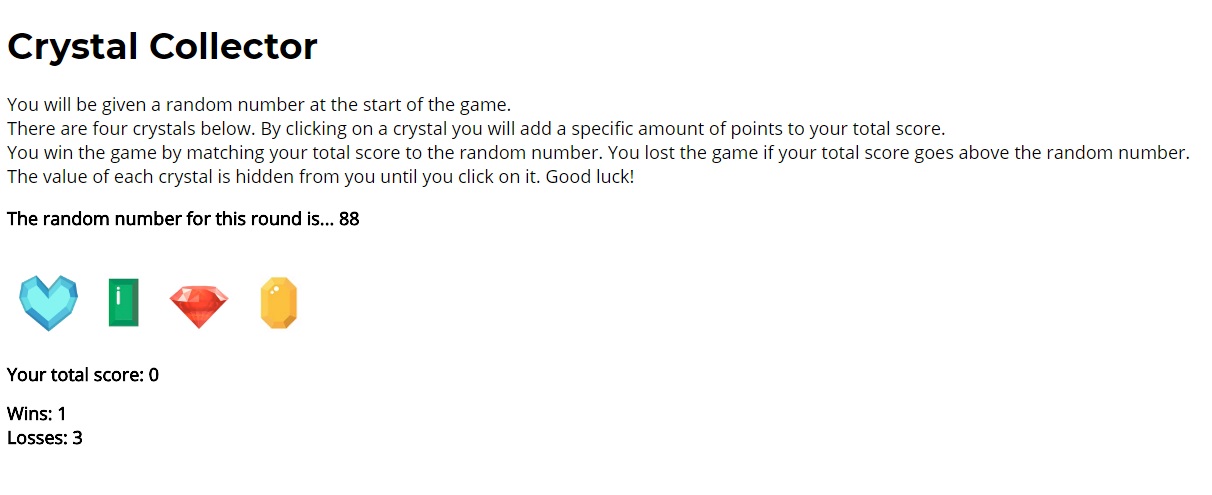 Crystal Collector
You will be given a random number at the start of the game.
There are four crystals below. By clicking on a crystal you will add a specific amount of points to your total score.
You win the game by matching your total score to the random number. You lost the game if your total score goes above the random number.
The value of each crystal is hidden from you until you click on it. Good luck!
The random number for this round is... 88
Your total score: 0
Wins: 1
Losses: 3